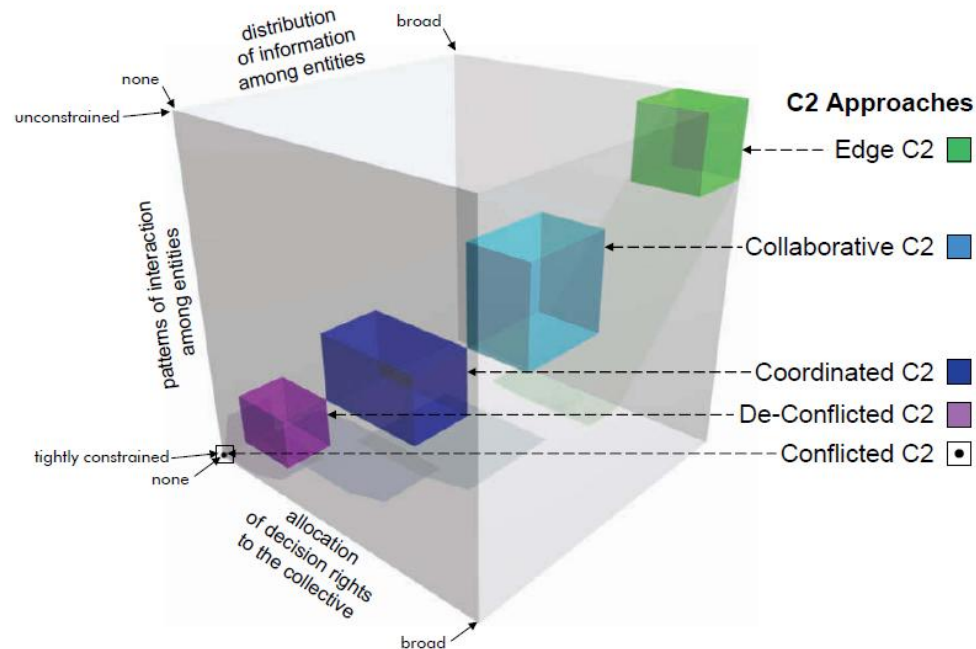 distribution
of information
among entities
broad
none
unconstrained
C2 Approaches
Edge C2
Collaborative C2
patterns of interaction
among entities
Coordinated C2
De-Conflicted C2
tightly constrained
Conflicted C2
none
allocation
of decision rights
to the collective
broad